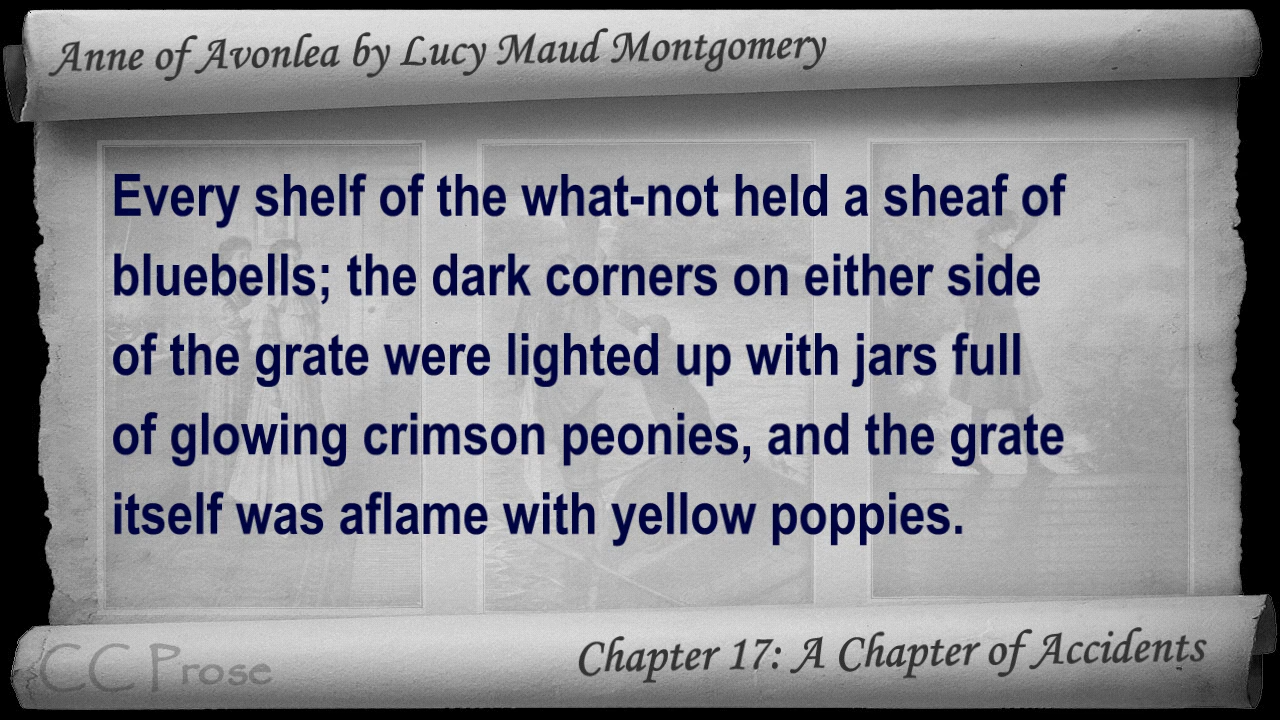 Anne of Avonlea by Lucy Maud Montgomery
Every shelf of the what-not held a sheaf of
bluebells; the dark corners on either side
of the grate were lighted up with jars full
of glowing crimson peonies, and the grate
itself was aflame with yellow poppies.
CC Prose
Chapter 17: A Chapter of Accidents